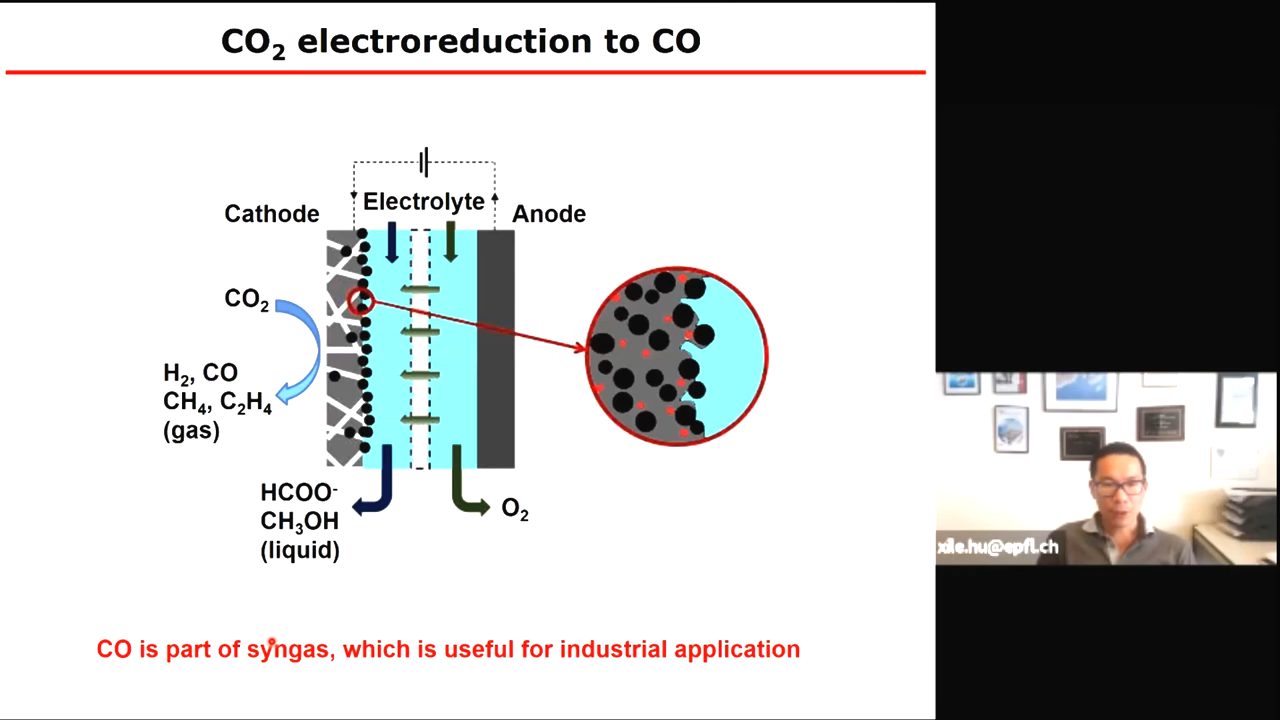 CO₂ electroreduction to CO
Electrolyte
Cathode
Anode
CO₂
H₂, CO
CH₄, C₂H₄
(gas)
HCOO⁻
CH₃OH
(liquid)
O₂
CO is part of syngas, which is useful for industrial application
xile.hu@epfl.ch